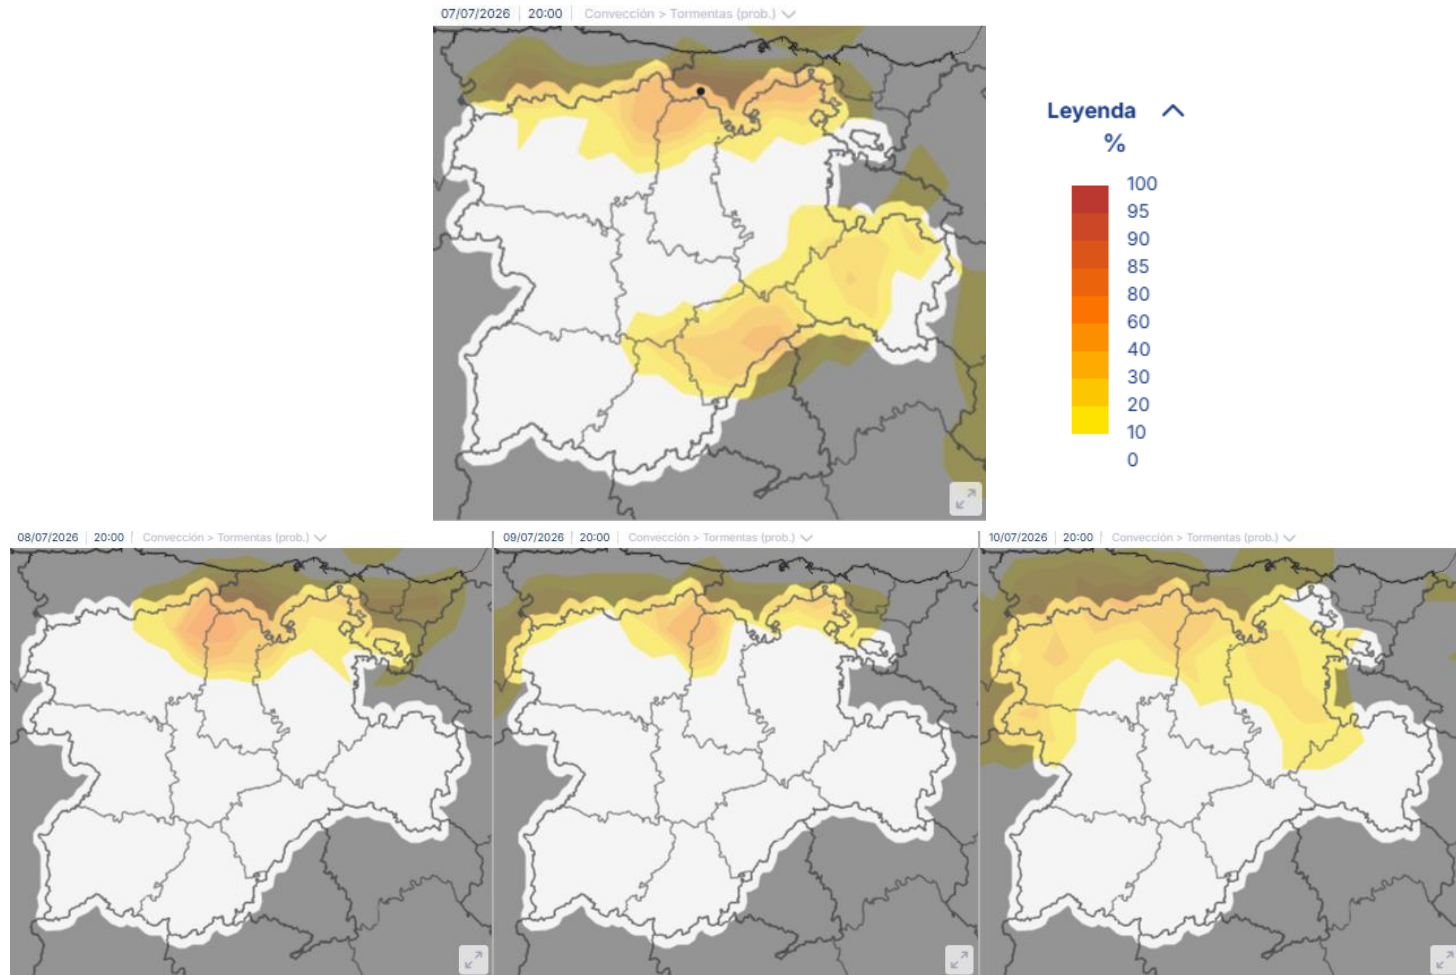 07/07/2026 20:00 Convección > Tormentas (prob.)
Leyenda
%
100
95
90
85
80
60
40
30
20
10
0
08/07/2026 20:00 Convección > Tormentas (prob.)
09/07/2026 20:00 Convección > Tormentas (prob.)
10/07/2026 20:00 Convección > Tormentas (prob.)